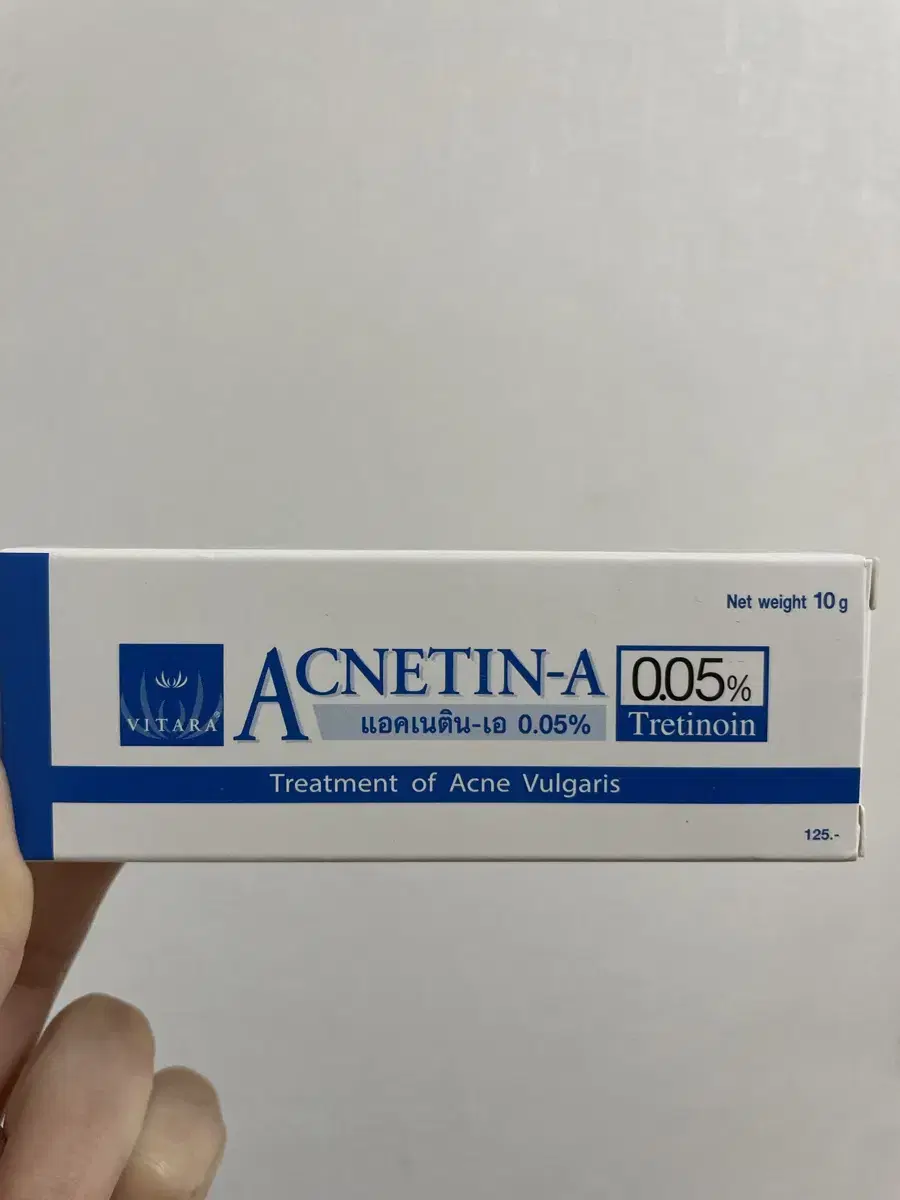 Net weight 10 g
VITARA®
ACNETIN-A
แอคเนติน-เอ 0.05%
0.05%
Tretinoin
Treatment of Acne Vulgaris
125.-